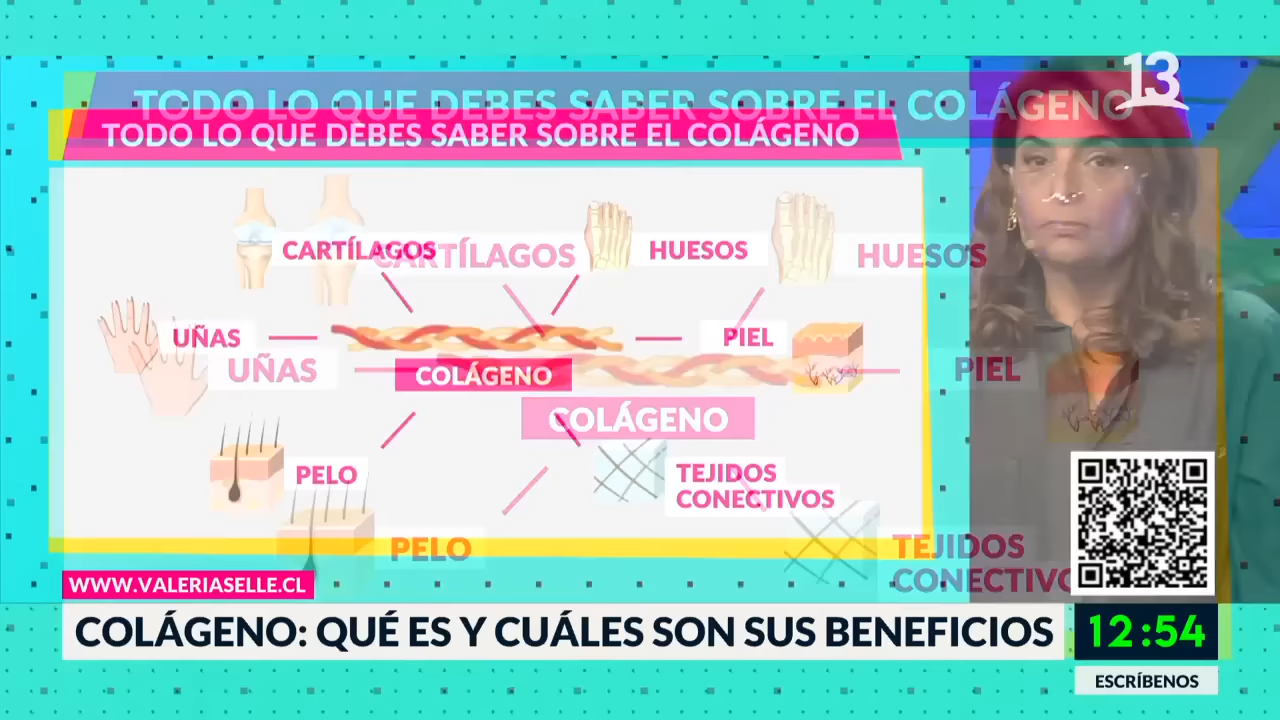 13
TODO LO QUE DEBES SABER SOBRE EL COLÁGENO
TODO LO QUE DEBES SABER SOBRE EL COLÁGENO
CARTÍLAGOS
CARTÍLAGOS
HUESOS
HUESOS
UÑAS
PIEL
UÑAS
PIEL
COLÁGENO
COLÁGENO
PELO
TEJIDOS
CONECTIVOS
PELO
TEJIDOS
CONECTIVO
WWW.VALERIASELLE.CL
COLÁGENO: QUÉ ES Y CUÁLES SON SUS BENEFICIOS
12:54
ESCRÍBENOS